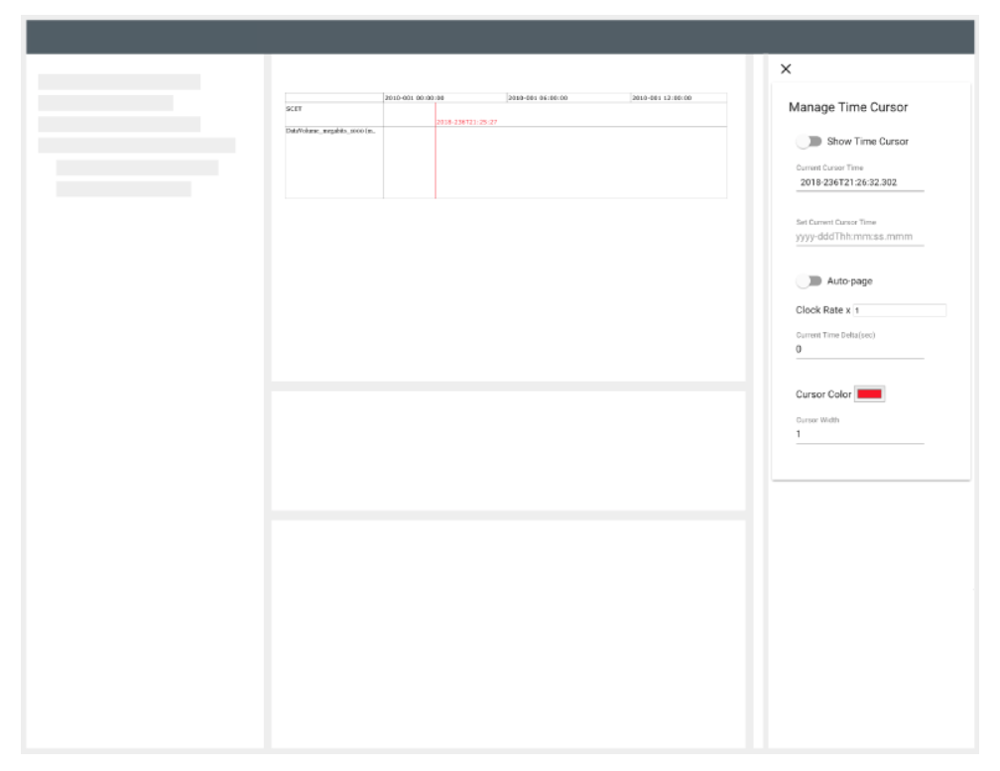 2010-001 00:00:00 2010-001 06:00:00 2010-001 12:00:00
SCET
2018-236T21:25:27
DataVolume_megabits_1000 (m..
Manage Time Cursor
Show Time Cursor
Current Cursor Time
2018-236T21:26:32.302
Set Current Cursor Time
yyyy-dddThh:mm:ss.mmm
Auto-page
Clock Rate x 1
Current Time Delta(sec)
0
Cursor Color
Cursor Width
1